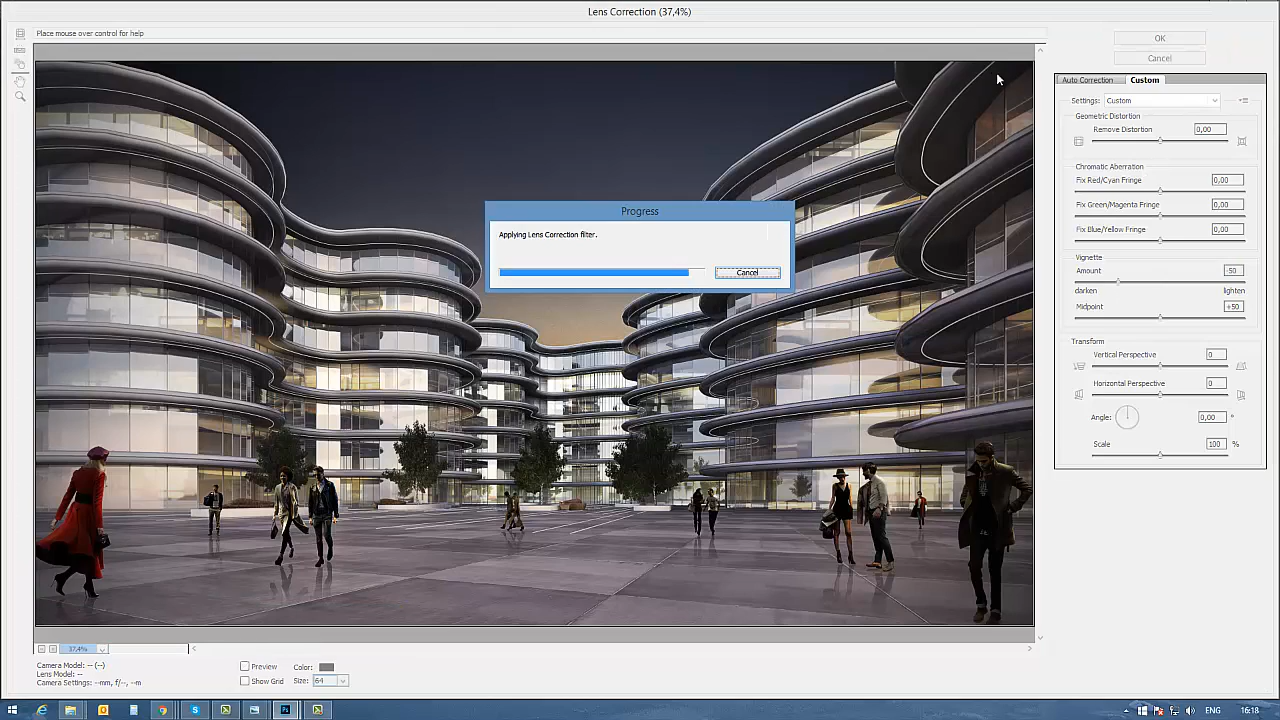 Lens Correction (37,4%)
Place mouse over control for help
OK
Cancel
Auto Correction
Custom
Settings: Custom
Geometric Distortion
Remove Distortion 0,00
Chromatic Aberration
Fix Red/Cyan Fringe 0,00
Fix Green/Magenta Fringe 0,00
Fix Blue/Yellow Fringe 0,00
Vignette
Amount -50
darken lighten
Midpoint +50
Transform
Vertical Perspective 0
Horizontal Perspective 0
Angle: 0,00 °
Scale 100 %
Progress
Applying Lens Correction filter.
Cancel
37,4%
Camera Model: -- (--)
Lens Model: --
Camera Settings: --mm, f/--, --m
Preview Color:
Show Grid Size: 64
ENG 16:18